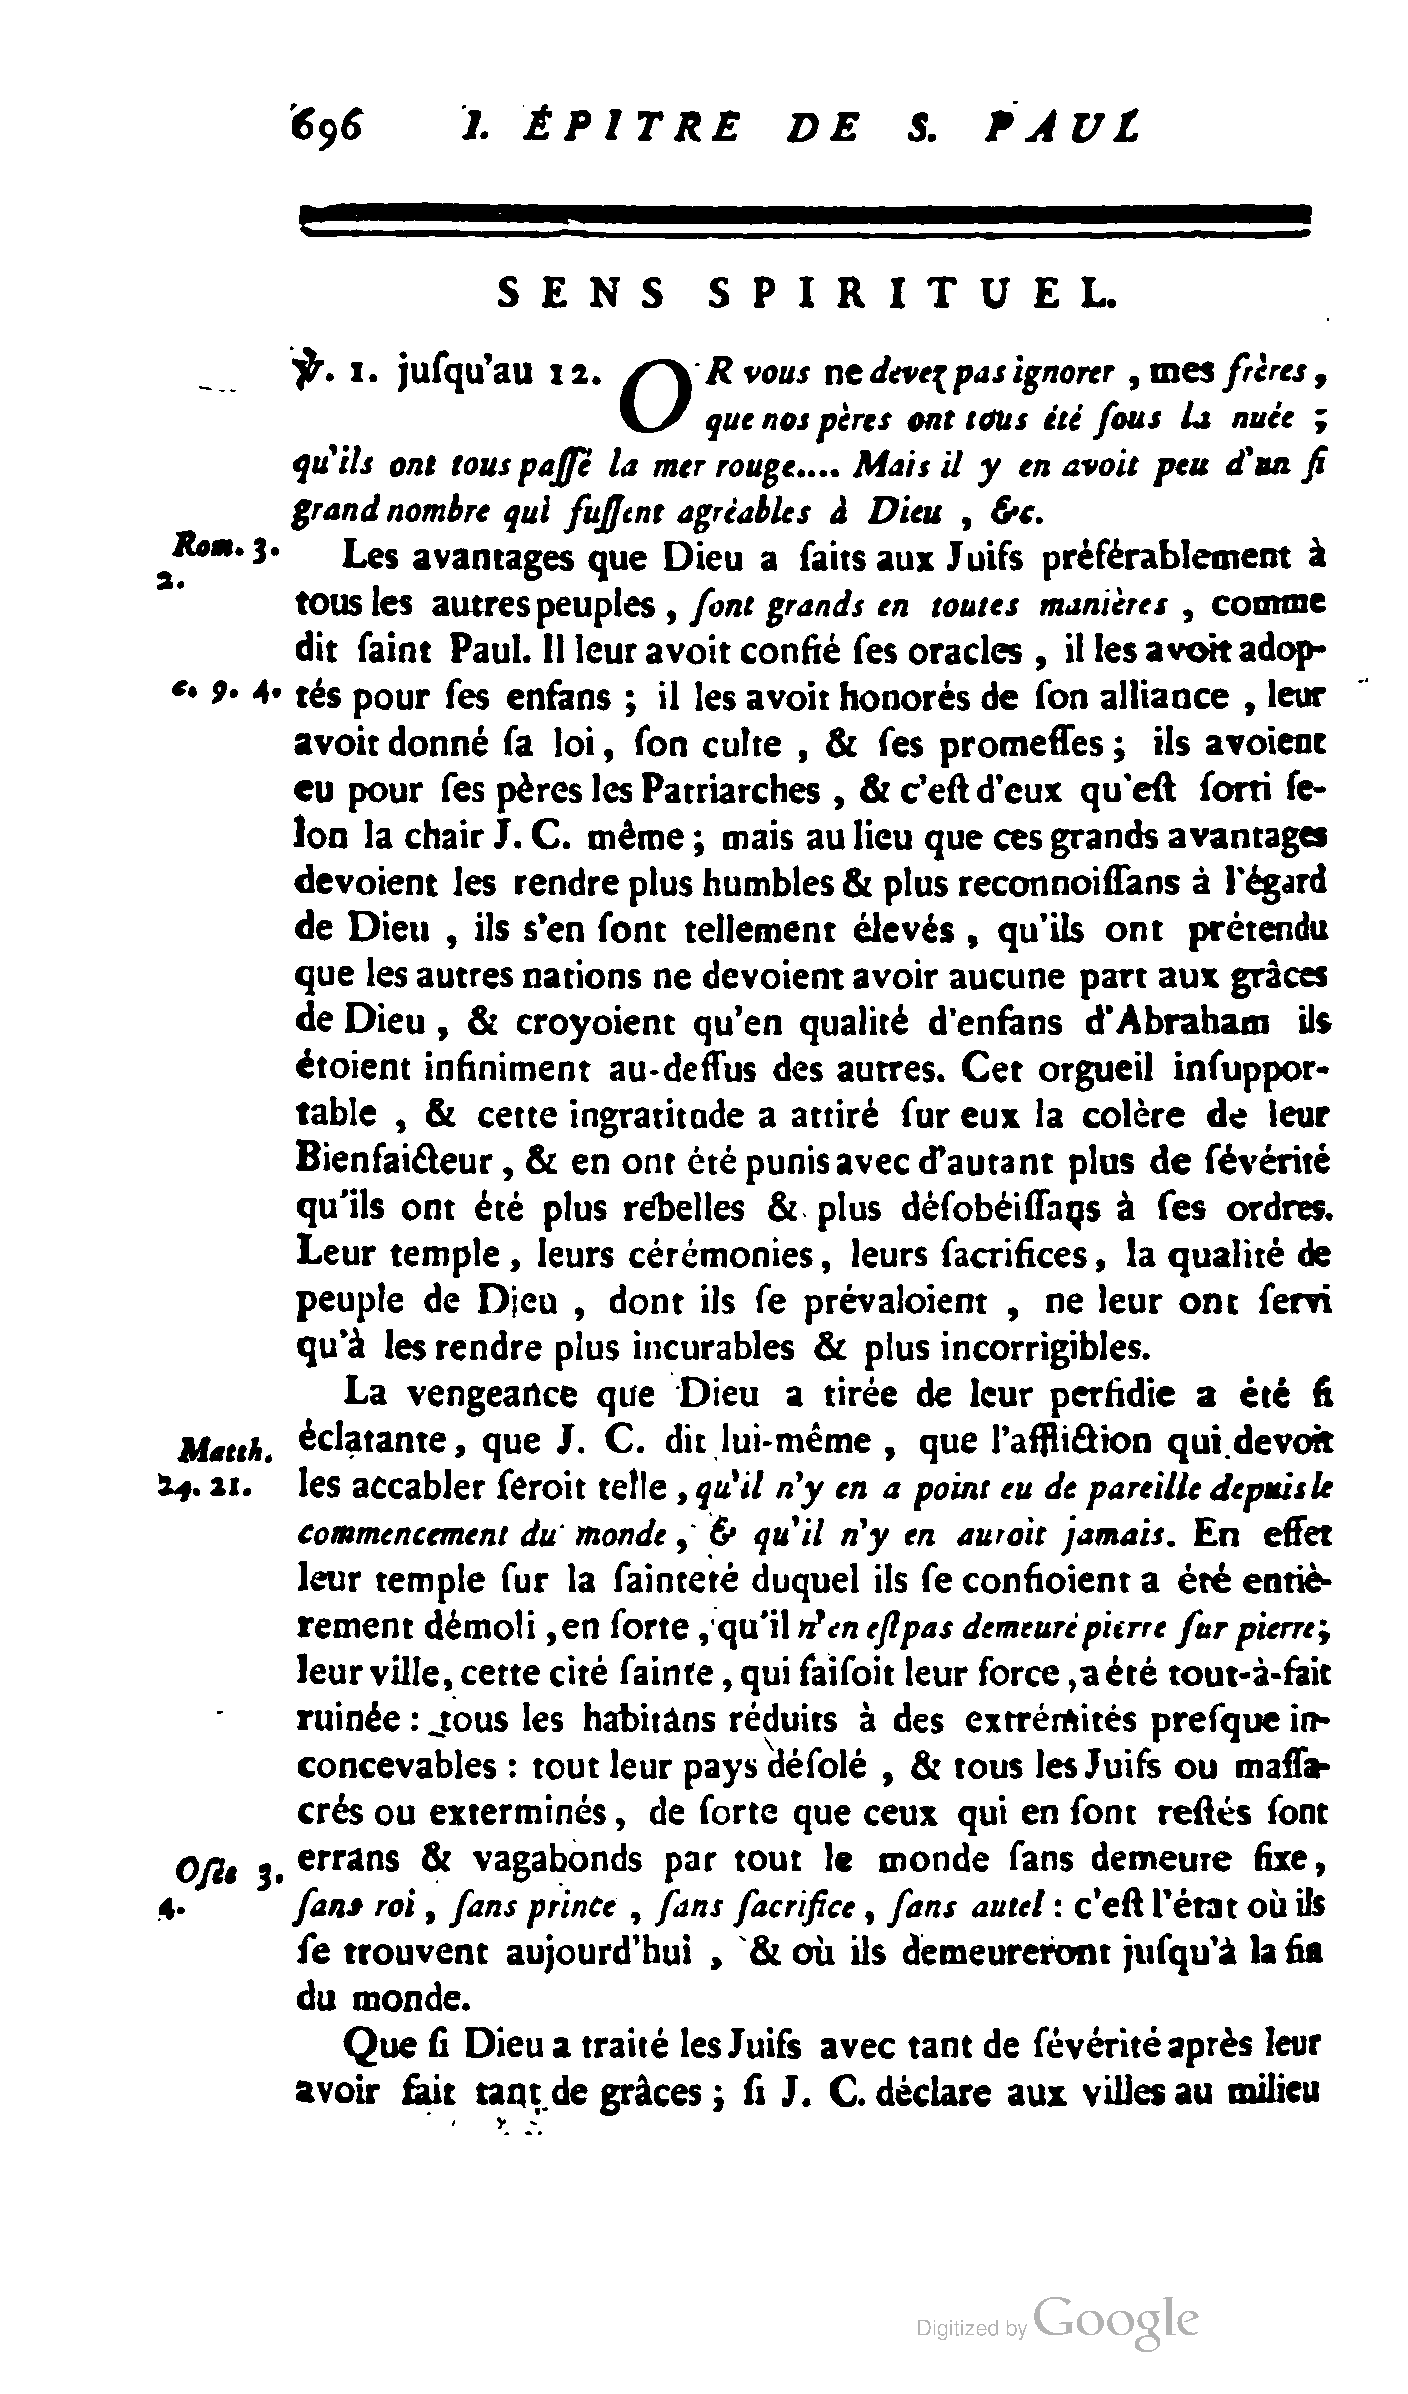 696 I. ÉPITRE DE S. PAUL
SENS SPIRITUEL.
℣. 1. juſqu'au 12. OR vous ne devez pas ignorer , mes frères ,
que nos pères ont tous été ſous la nuée ;
qu'ils ont tous paſſé la mer rouge.... Mais il y en avoit peu d'un ſi
grand nombre qui fuſſent agréables à Dieu , &c.
Rom. 3.
2.
Les avantages que Dieu a faits aux Juifs préférablement à
tous les autres peuples , ſont grands en toutes manières , comme
dit ſaint Paul. Il leur avoit confié ſes oracles , il les avoit adop-
c. 9. 4.
tés pour ſes enfans ; il les avoit honorés de ſon alliance , leur
avoit donné ſa loi , ſon culte , & ſes promeſſes ; ils avoient
eu pour ſes pères les Patriarches , & c'eſt d'eux qu'eſt ſorti ſe-
lon la chair J. C. même ; mais au lieu que ces grands avantages
devoient les rendre plus humbles & plus reconnoiſſans à l'égard
de Dieu , ils s'en ſont tellement élevés , qu'ils ont prétendu
que les autres nations ne devoient avoir aucune part aux grâces
de Dieu , & croyoient qu'en qualité d'enfans d'Abraham ils
étoient infiniment au-deſſus des autres. Cet orgueil inſuppor-
table , & cette ingratitude a attiré ſur eux la colère de leur
Bienfaicteur , & en ont été punis avec d'autant plus de ſévérité
qu'ils ont été plus rebelles & plus déſobéiſſans à ſes ordres.
Leur temple , leurs cérémonies , leurs ſacrifices , la qualité de
peuple de Dieu , dont ils ſe prévaloient , ne leur ont ſervi
qu'à les rendre plus incurables & plus incorrigibles.
La vengeance que Dieu a tirée de leur perfidie a été ſi
éclatante , que J. C. dit lui-même , que l'affliction qui devoit
Matth.
24. 21.
les accabler ſeroit telle , qu'il n'y en a point eu de pareille depuis le
commencement du monde , & qu'il n'y en auroit jamais. En effet
leur temple ſur la ſainteté duquel ils ſe confioient a été entiè-
rement démoli , en ſorte , qu'il n'en eſt pas demeuré pierre ſur pierre ;
leur ville , cette cité ſainte , qui faiſoit leur force , a été tout-à-fait
ruinée : tous les habitans réduits à des extrémités preſque in-
concevables : tout leur pays déſolé , & tous les Juifs ou maſſa-
crés ou exterminés , de ſorte que ceux qui en ſont reſtés ſont
errans & vagabonds par tout le monde ſans demeure fixe ,
Oſée 3.
4.
ſans roi , ſans prince , ſans ſacrifice , ſans autel : c'eſt l'état où ils
ſe trouvent aujourd'hui , & où ils demeureront juſqu'à la fin
du monde.
Que ſi Dieu a traité les Juifs avec tant de ſévérité après leur
avoir fait tant de grâces ; ſi J. C. déclare aux villes au milieu
Digitized by Google